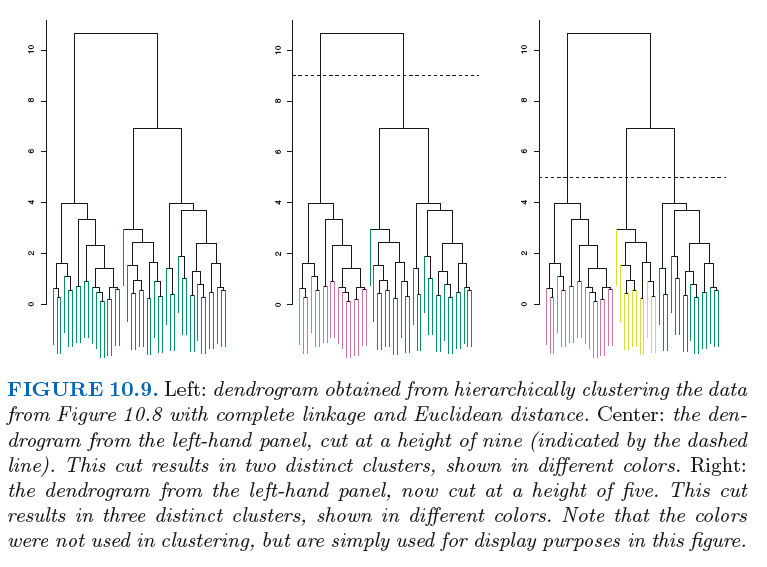 10 10 10
8 8 8
6 6 6
4 4 4
2 2 2
0 0 0
FIGURE 10.9. Left: dendrogram obtained from hierarchically clustering the data
from Figure 10.8 with complete linkage and Euclidean distance. Center: the den-
drogram from the left-hand panel, cut at a height of nine (indicated by the dashed
line). This cut results in two distinct clusters, shown in different colors. Right:
the dendrogram from the left-hand panel, now cut at a height of five. This cut
results in three distinct clusters, shown in different colors. Note that the colors
were not used in clustering, but are simply used for display purposes in this figure.